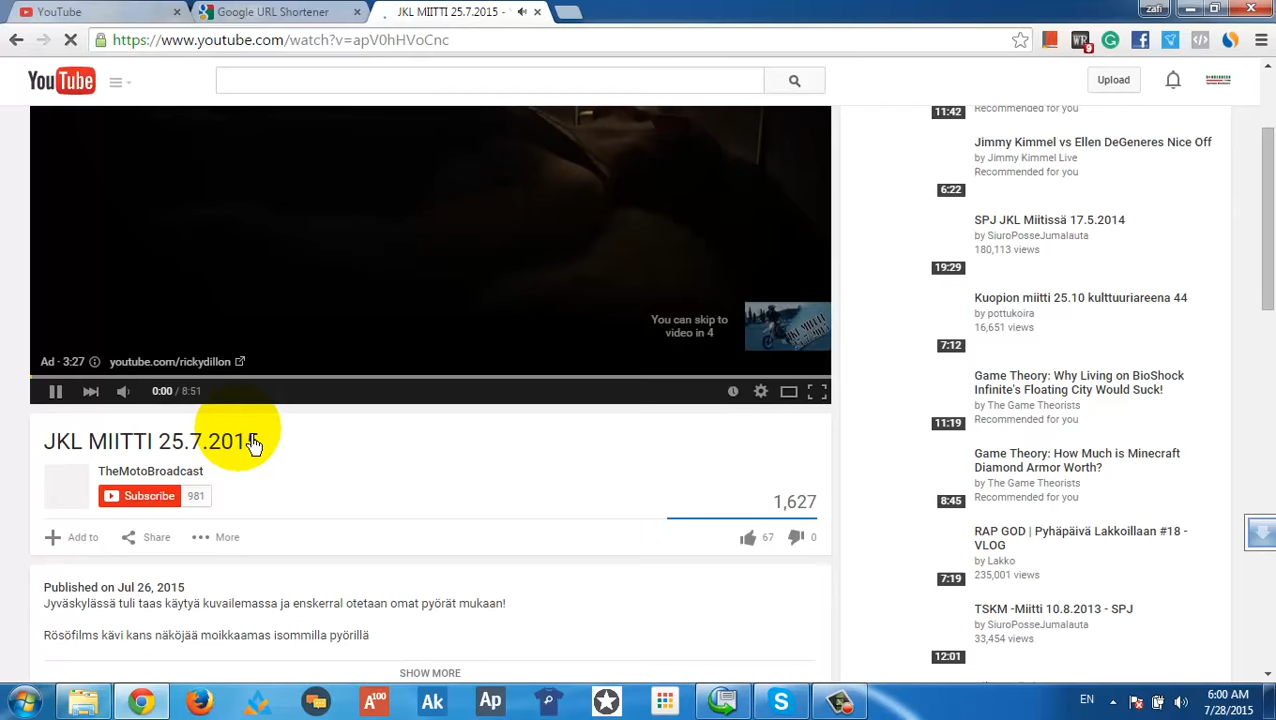 YouTube
Google URL Shortener
JKL MIITTI 25.7.2015 -
zafi
https://www.youtube.com/watch?v=apV0hHVoCnc
WR
9
You Tube
Upload
You can skip to
video in 4
Ad - 3:27 youtube.com/rickydillon
0:00 / 8:51
JKL MIITTI 25.7.2015
TheMotoBroadcast
Subscribe 981
1,627
Add to Share More
67 0
Published on Jul 26, 2015
Jyväskylässä tuli taas käytyä kuvailemassa ja enskerral otetaan omat pyörät mukaan!
Rösöfilms kävi kans näköjää moikkaamas isommilla pyörillä
SHOW MORE
11:42
Recommended for you
Jimmy Kimmel vs Ellen DeGeneres Nice Off
by Jimmy Kimmel Live
Recommended for you
6:22
SPJ JKL Miitissä 17.5.2014
by SiuroPosseJumalauta
180,113 views
19:29
Kuopion miitti 25.10 kulttuuriareena 44
by pottukoira
16,651 views
7:12
Game Theory: Why Living on BioShock
Infinite's Floating City Would Suck!
by The Game Theorists
Recommended for you
11:19
Game Theory: How Much is Minecraft
Diamond Armor Worth?
by The Game Theorists
Recommended for you
8:45
RAP GOD | Pyhäpäivä Lakkoillaan #18 -
VLOG
by Lakko
235,001 views
7:19
TSKM -Miitti 10.8.2013 - SPJ
by SiuroPosseJumalauta
33,454 views
12:01
A100
Ak
Ap
EN
6:00 AM
7/28/2015